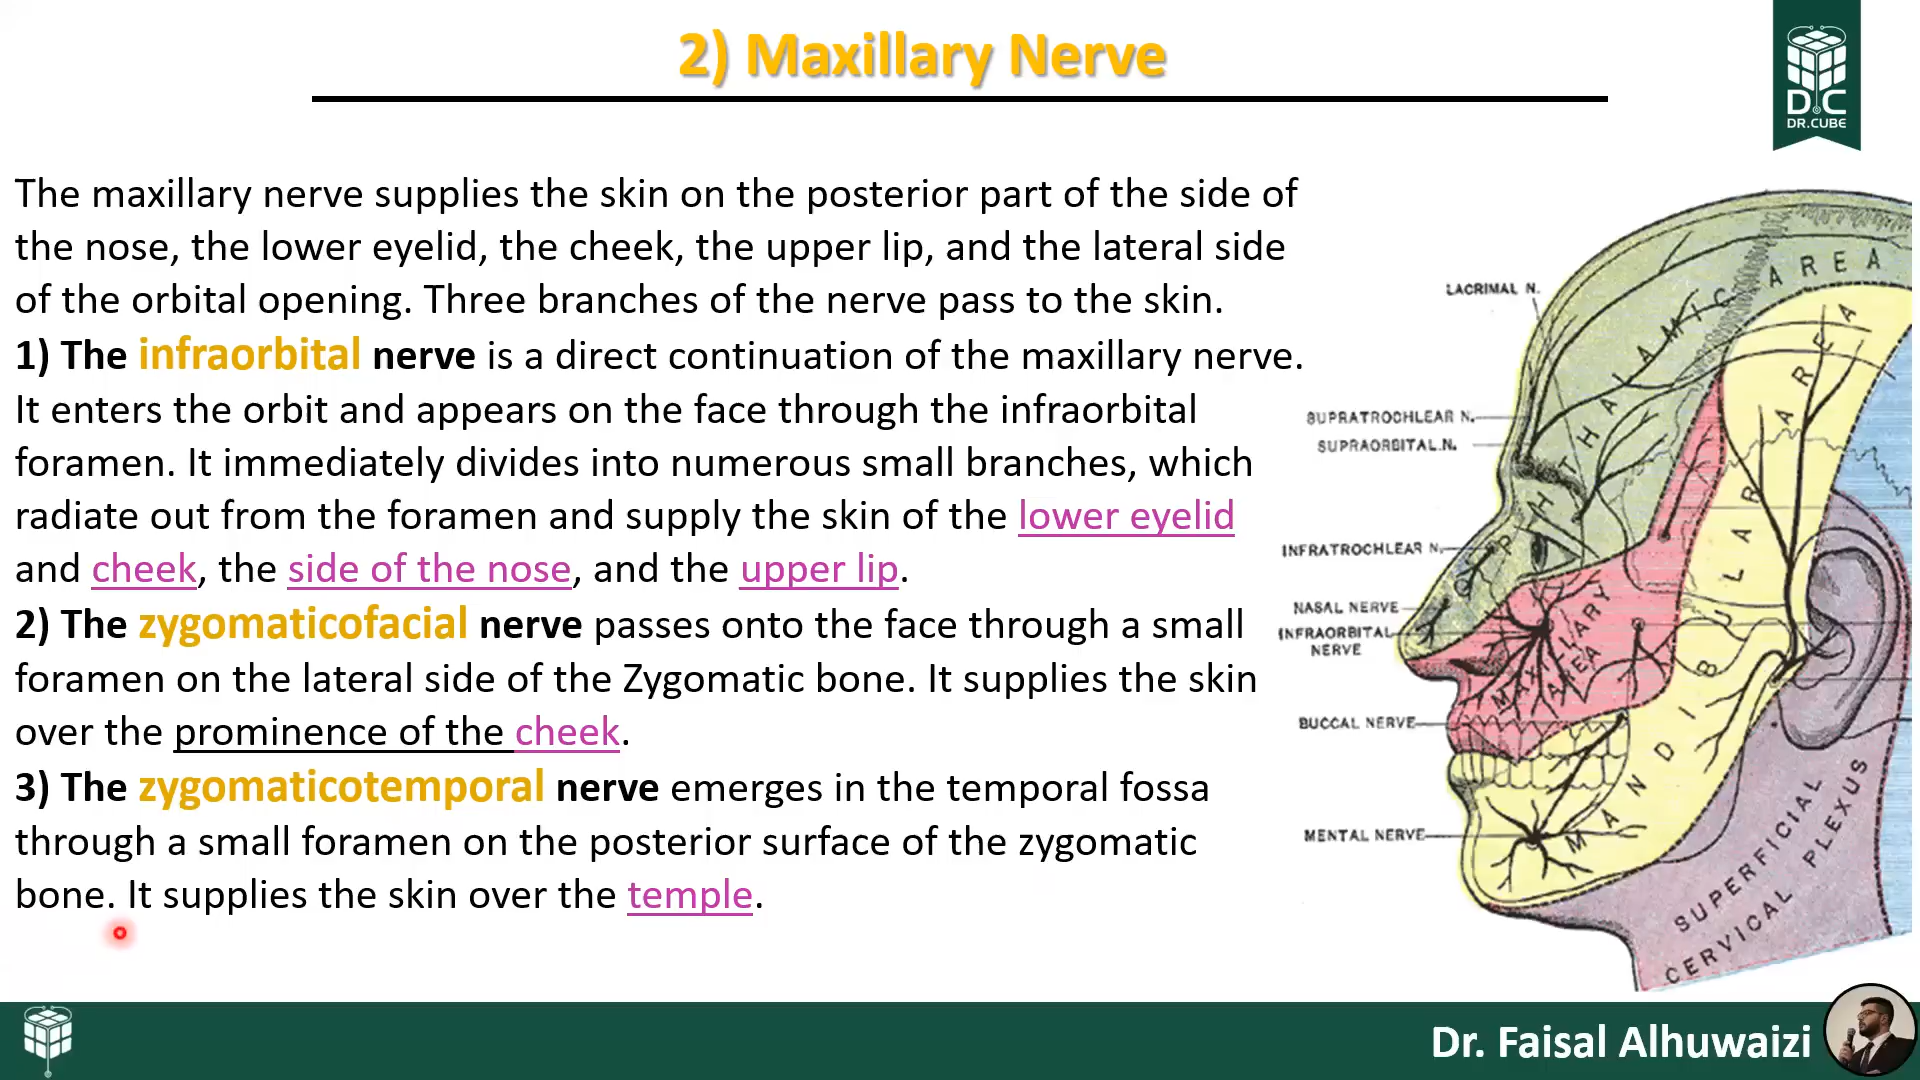 2) Maxillary Nerve
D C
DR.CUBE
The maxillary nerve supplies the skin on the posterior part of the side of
the nose, the lower eyelid, the cheek, the upper lip, and the lateral side
of the orbital opening. Three branches of the nerve pass to the skin.
1) The infraorbital nerve is a direct continuation of the maxillary nerve.
It enters the orbit and appears on the face through the infraorbital
foramen. It immediately divides into numerous small branches, which
radiate out from the foramen and supply the skin of the lower eyelid
and cheek, the side of the nose, and the upper lip.
2) The zygomaticofacial nerve passes onto the face through a small
foramen on the lateral side of the Zygomatic bone. It supplies the skin
over the prominence of the cheek.
3) The zygomaticotemporal nerve emerges in the temporal fossa
through a small foramen on the posterior surface of the zygomatic
bone. It supplies the skin over the temple.
LACRIMAL N.
SUPRATROCHLEAR N.
SUPRAORBITAL.N.
INFRATROCHLEAR N.
NASAL NERVE
INFRAORBITAL
NERVE
BUCCAL NERVE
MENTAL NERVE
OPHTHALMIC AREA
MAXILLARY
AREA
MANDIBULAR AREA
SUPERFICIAL
CERVICAL PLEXUS
Dr. Faisal Alhuwaizi